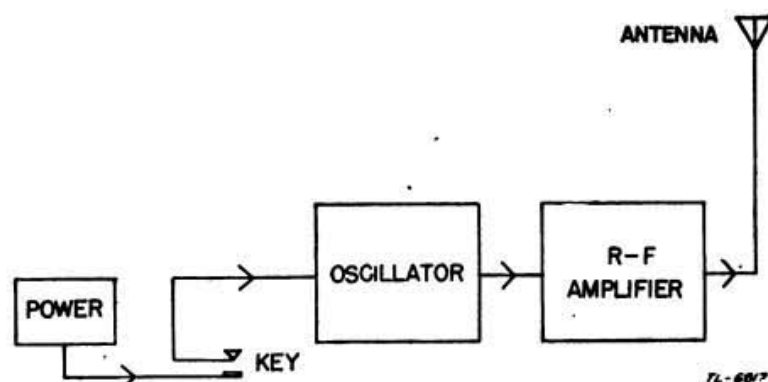 ANTENNA
OSCILLATOR
R-F
AMPLIFIER
POWER
KEY